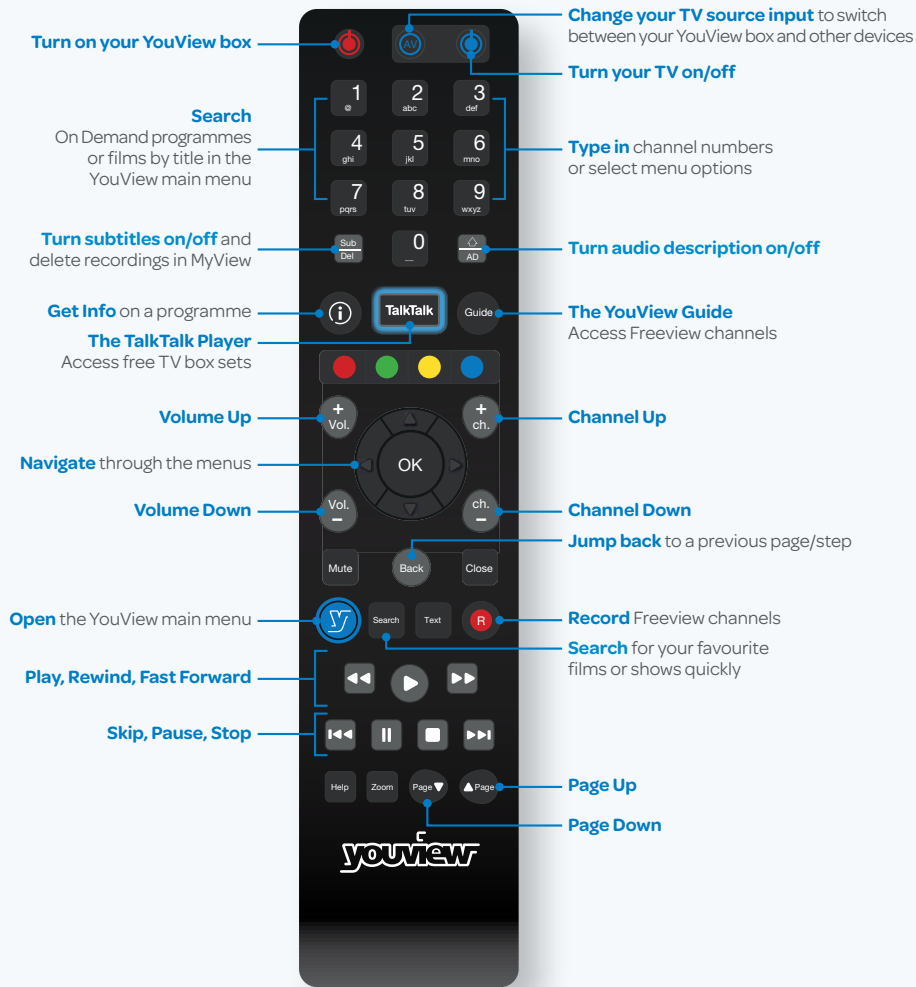 Change your TV source input to switch
between your YouView box and other devices
Turn on your YouView box
AV
Turn your TV on/off
Search
On Demand programmes
or films by title in the
YouView main menu
1 2 3
@ abc def
4 5 6
ghi jkl mno
7 8 9
pqrs tuv wxyz
Type in channel numbers
or select menu options
Turn subtitles on/off and
delete recordings in MyView
Sub
Del
0
_
AD
Turn audio description on/off
Get Info on a programme
i
TalkTalk
Guide
The YouView Guide
Access Freeview channels
The TalkTalk Player
Access free TV box sets
Volume Up
+
Vol.
+
ch.
Channel Up
Navigate through the menus
OK
Volume Down
Vol.
–
ch.
–
Channel Down
Jump back to a previous page/step
Mute Back Close
Open the YouView main menu
y
Search Text R
Record Freeview channels
Search for your favourite
films or shows quickly
Play, Rewind, Fast Forward
Skip, Pause, Stop
Help Zoom Page Page
Page Up
Page Down
youview